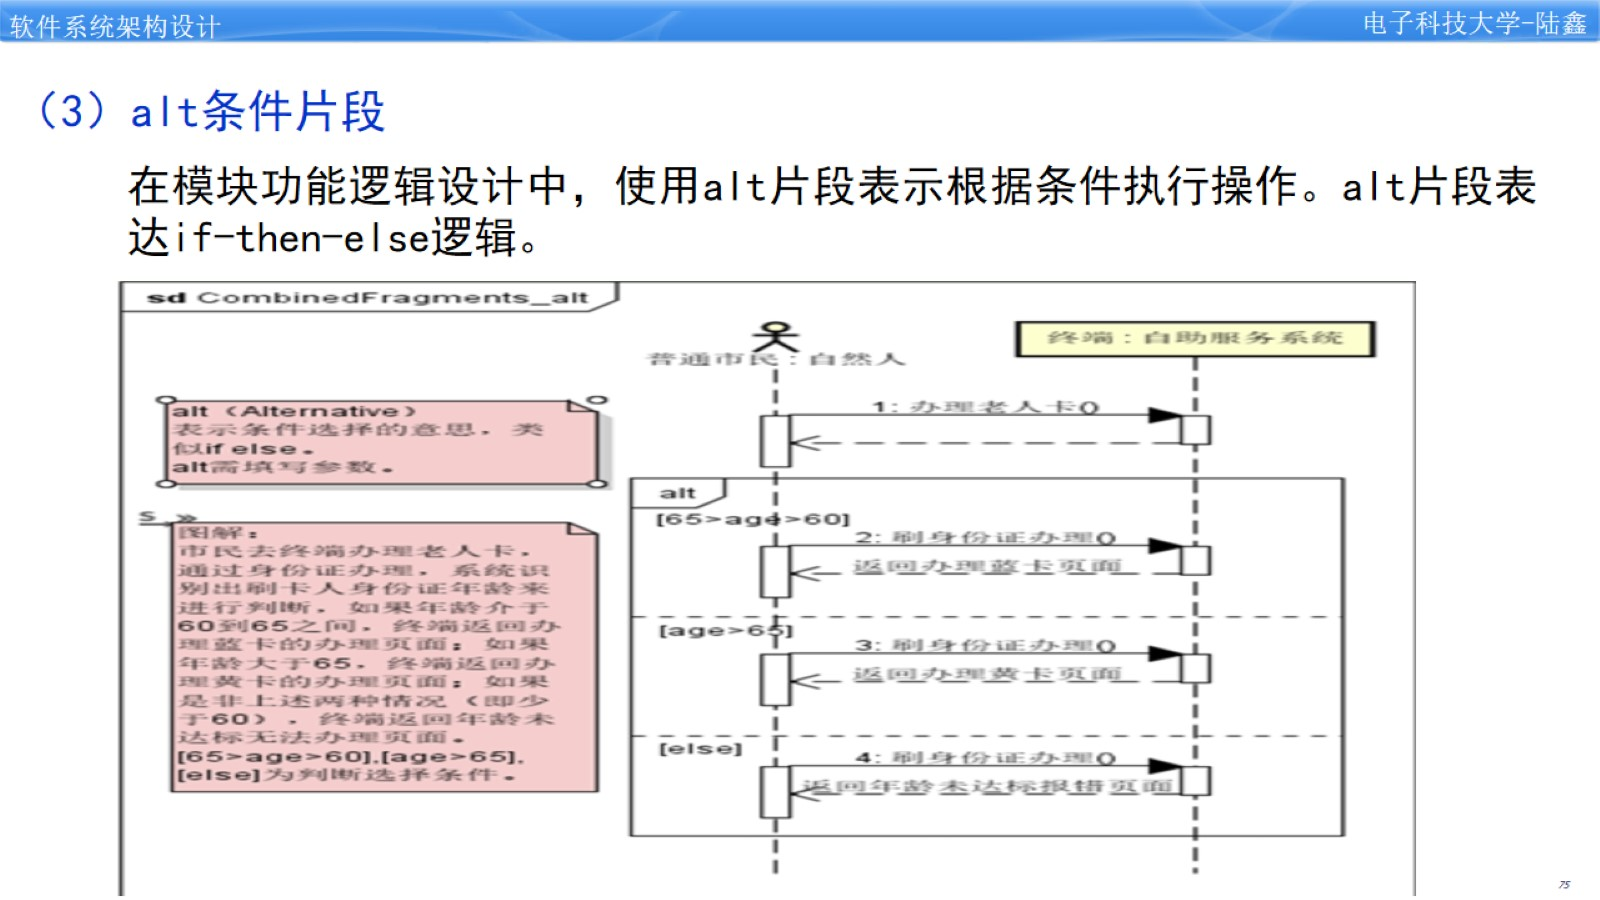 软件系统架构设计
电子科技大学-陆鑫
（3）alt条件片段
在模块功能逻辑设计中，使用alt片段表示根据条件执行操作。alt片段表
达if-then-else逻辑。
sd CombinedFragments_alt
普通市民：自然人
终端：自助服务系统
alt（Alternative）
表示条件选择的意思，类
似if else。
alt需填写参数。
1: 办理老人卡()
alt
[65>age>60]
2: 刷身份证办理()
返回办理蓝卡页面
[age>65]
3: 刷身份证办理()
返回办理黄卡页面
[else]
4: 刷身份证办理()
返回年龄未达标报错页面
S »
图解：
市民去终端办理老人卡，
通过身份证办理，系统识
别出刷卡人身份证年龄来
进行判断，如果年龄介于
60到65之间，终端返回办
理蓝卡的办理页面；如果
年龄大于65，终端返回办
理黄卡的办理页面；如果
是非上述两种情况（即少
于60），终端返回年龄未
达标无法办理页面。
[65>age>60],[age>65],
[else]为判断选择条件。
75